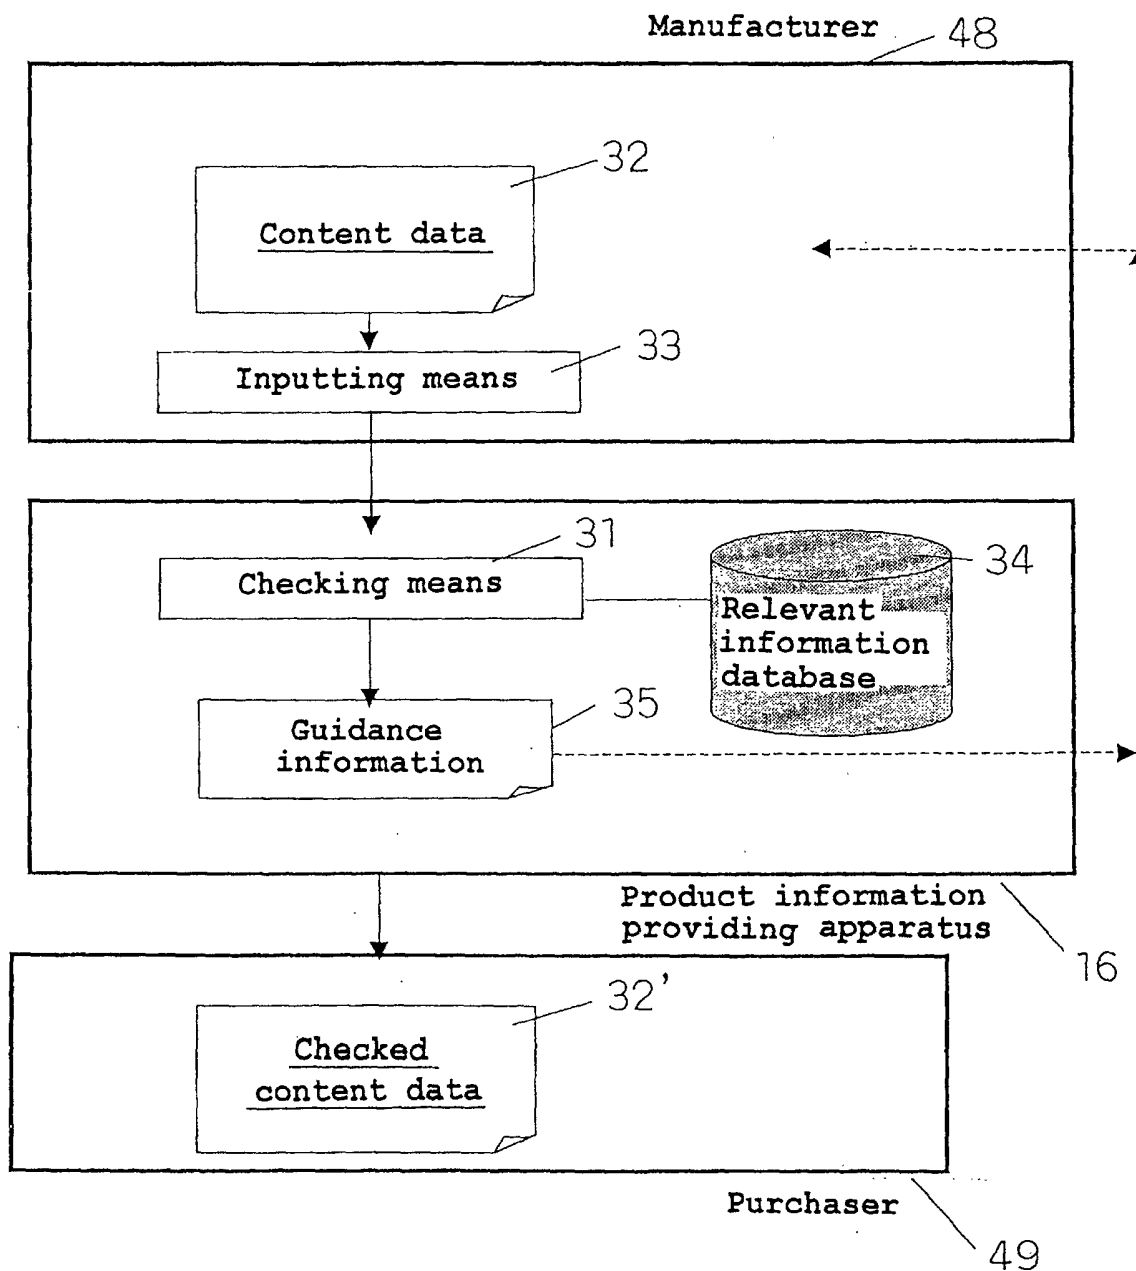 Manufacturer
48
32
Content data
33
Inputting means
31
Checking means
34
Relevant
information
database
35
Guidance
information
Product information
providing apparatus
16
32'
Checked
content data
Purchaser
49